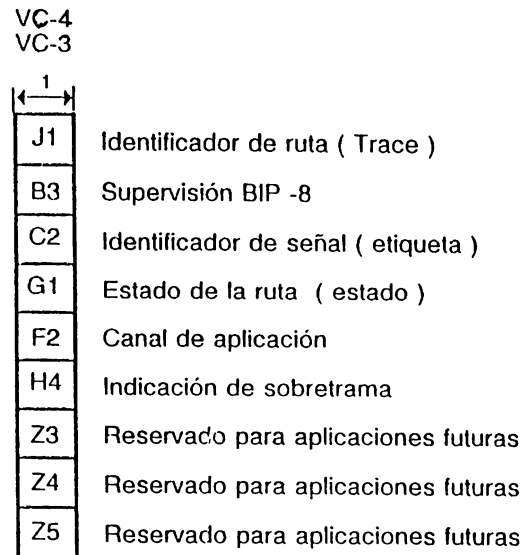 VC-4
VC-3
1
J1 Identificador de ruta ( Trace )
B3 Supervisión BIP -8
C2 Identificador de señal ( etiqueta )
G1 Estado de la ruta ( estado )
F2 Canal de aplicación
H4 Indicación de sobretrama
Z3 Reservado para aplicaciones futuras
Z4 Reservado para aplicaciones futuras
Z5 Reservado para aplicaciones futuras